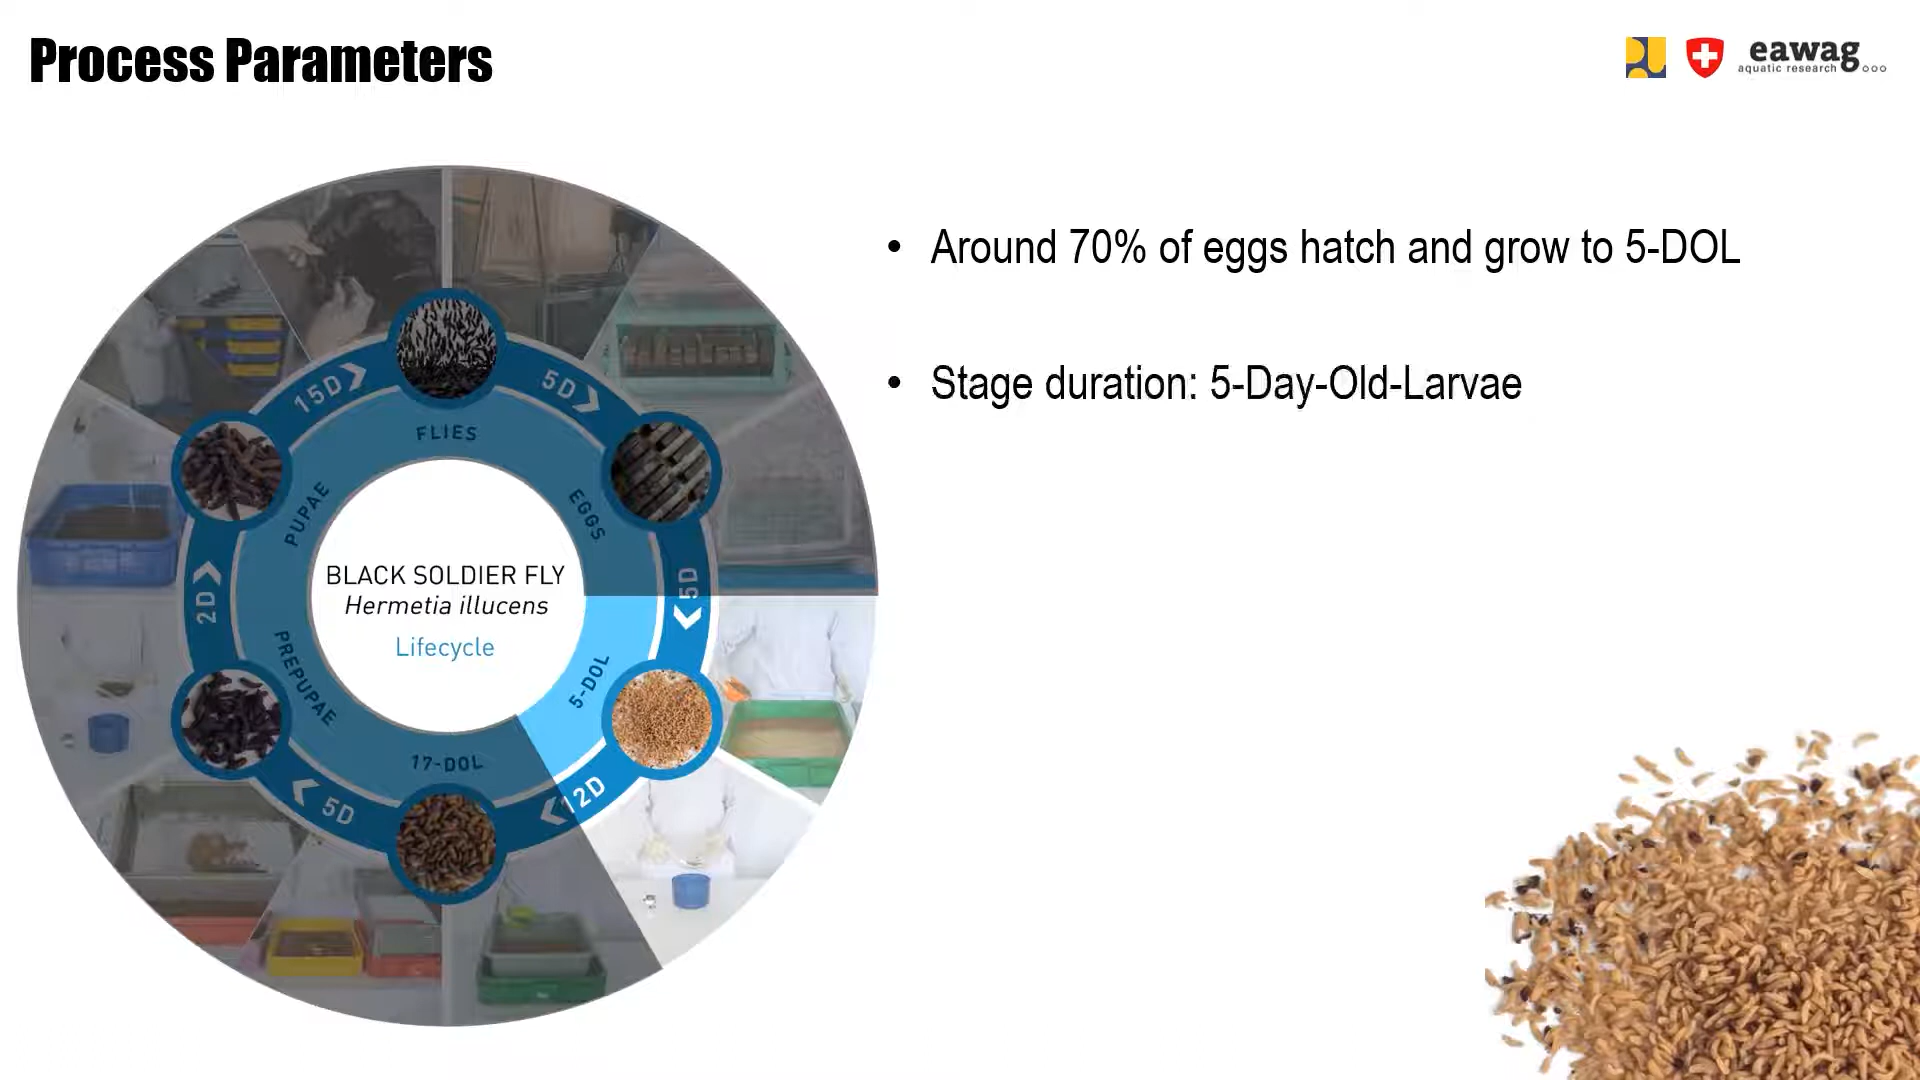 Process Parameters
eawag
aquatic research
• Around 70% of eggs hatch and grow to 5-DOL
• Stage duration: 5-Day-Old-Larvae
15D
5D
FLIES
PUPAE
EGGS
BLACK SOLDIER FLY
Hermetia illucens
Lifecycle
2D
5D
PREPUPAE
5-DOL
17-DOL
5D
12D